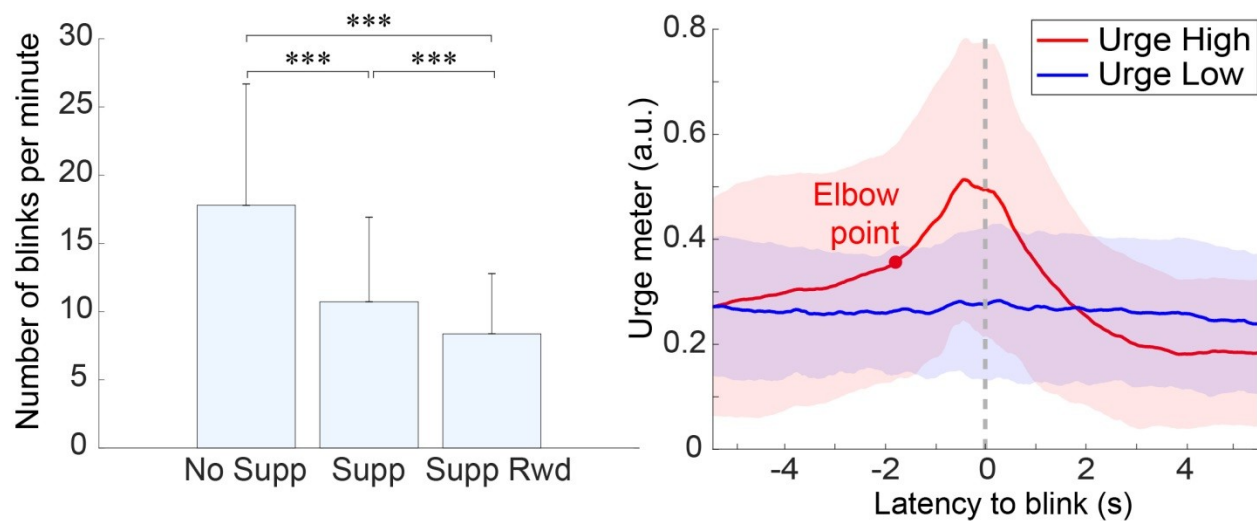 Number of blinks per minute
30
25
20
15
10
5
0
***
*** ***
No Supp Supp Supp Rwd
Urge meter (a.u.)
0.8
0.6
0.4
0.2
0
Urge High
Urge Low
Elbow
point
-4 -2 0 2 4
Latency to blink (s)